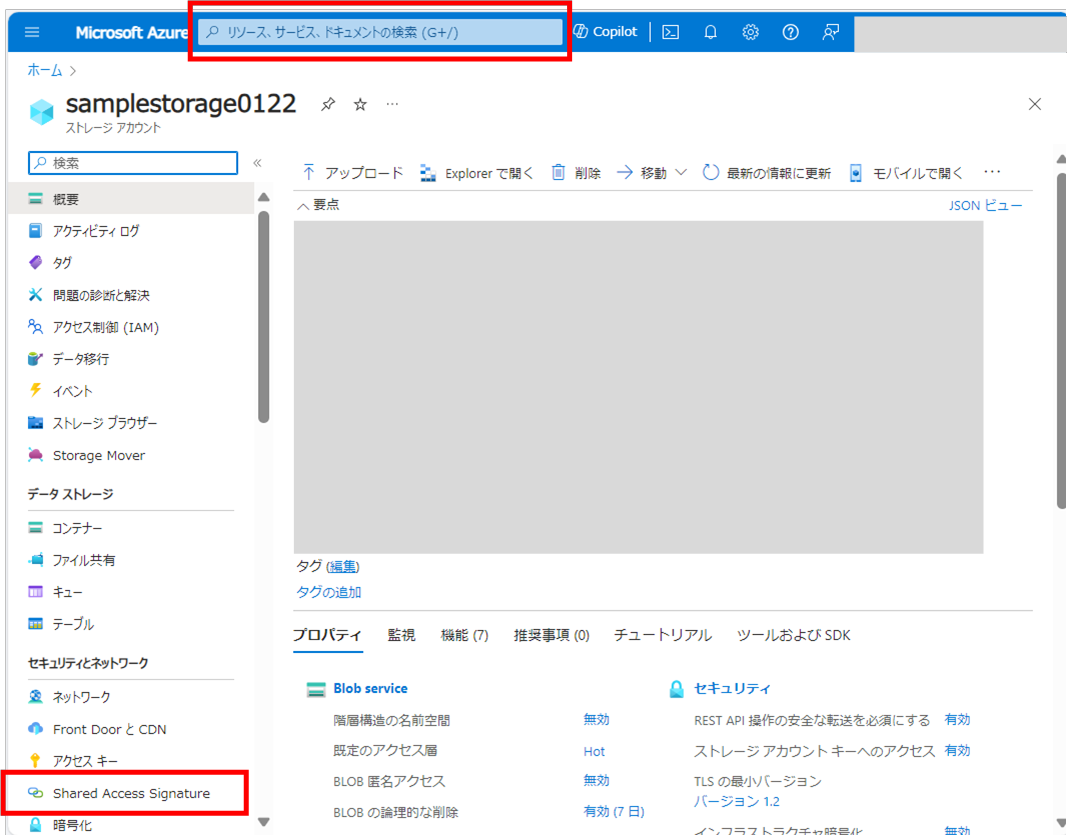 Microsoft Azure
リソース、サービス、ドキュメントの検索 (G+/)
Copilot
ホーム
samplestorage0122
ストレージ アカウント
検索
概要
アクティビティ ログ
タグ
問題の診断と解決
アクセス制御 (IAM)
データ移行
イベント
ストレージ ブラウザー
Storage Mover
データ ストレージ
コンテナー
ファイル共有
キュー
テーブル
セキュリティとネットワーク
ネットワーク
Front Door と CDN
アクセス キー
Shared Access Signature
暗号化
アップロード
Explorer で開く
削除
移動
最新の情報に更新
モバイルで開く
要点
JSON ビュー
タグ (編集)
タグの追加
プロパティ 監視 機能 (7) 推奨事項 (0) チュートリアル ツールおよび SDK
Blob service
階層構造の名前空間 無効
既定のアクセス層 Hot
BLOB 匿名アクセス 無効
BLOB の論理的な削除 有効 (7 日)
セキュリティ
REST API 操作の安全な転送を必須にする 有効
ストレージ アカウント キーへのアクセス 有効
TLS の最小バージョン
バージョン 1.2
インフラストラクチャ暗号化 無効